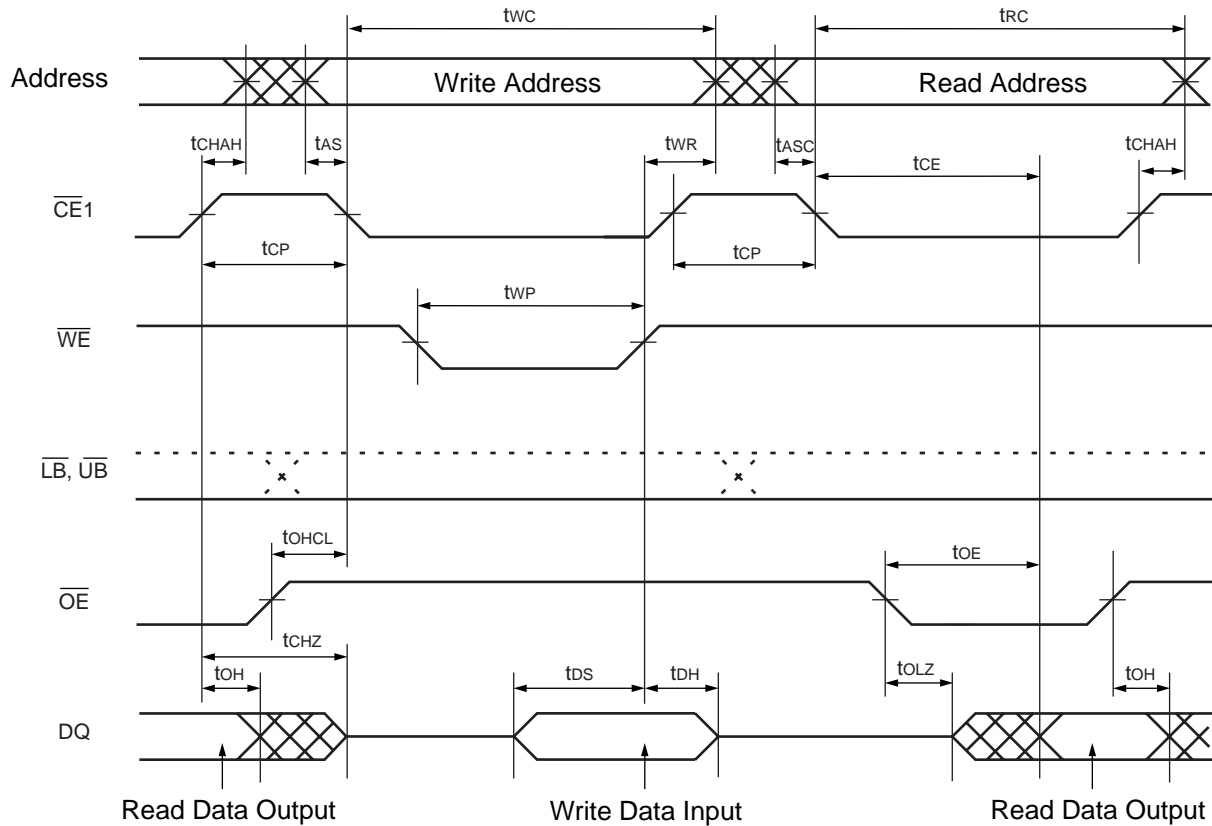 tWC tRC
Address Write Address Read Address
tCHAH tAS tWR tASC tCHAH
tCE
CE1
tCP tCP
tWP
WE
LB, UB
tOHCL tOE
OE
tCHZ
tOH tDS tDH tOLZ tOH
DQ
Read Data Output Write Data Input Read Data Output